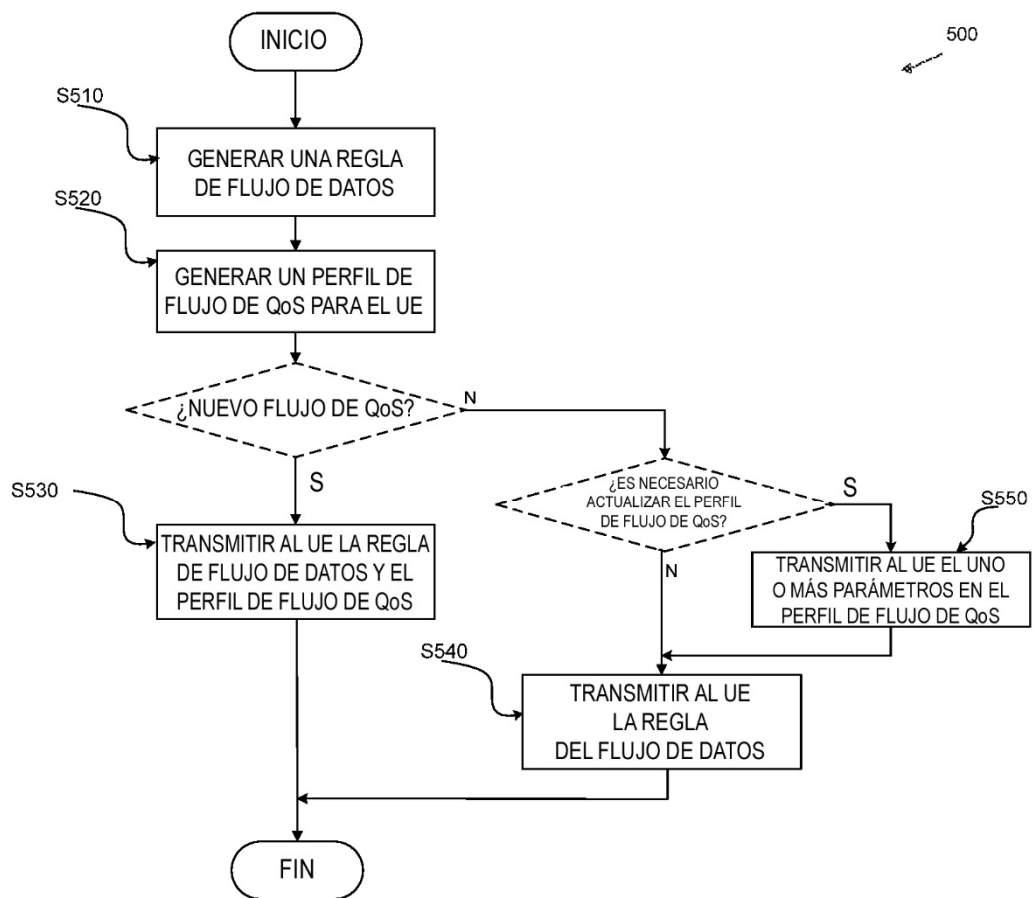 INICIO
500
S510
GENERAR UNA REGLA
DE FLUJO DE DATOS
S520
GENERAR UN PERFIL DE
FLUJO DE QoS PARA EL UE
¿NUEVO FLUJO DE QoS?
N
S
¿ES NECESARIO
ACTUALIZAR EL PERFIL
DE FLUJO DE QoS?
S
N
S530
TRANSMITIR AL UE LA REGLA
DE FLUJO DE DATOS Y EL
PERFIL DE FLUJO DE QoS
S550
TRANSMITIR AL UE EL UNO
O MÁS PARÁMETROS EN EL
PERFIL DE FLUJO DE QoS
S540
TRANSMITIR AL UE
LA REGLA
DEL FLUJO DE DATOS
FIN